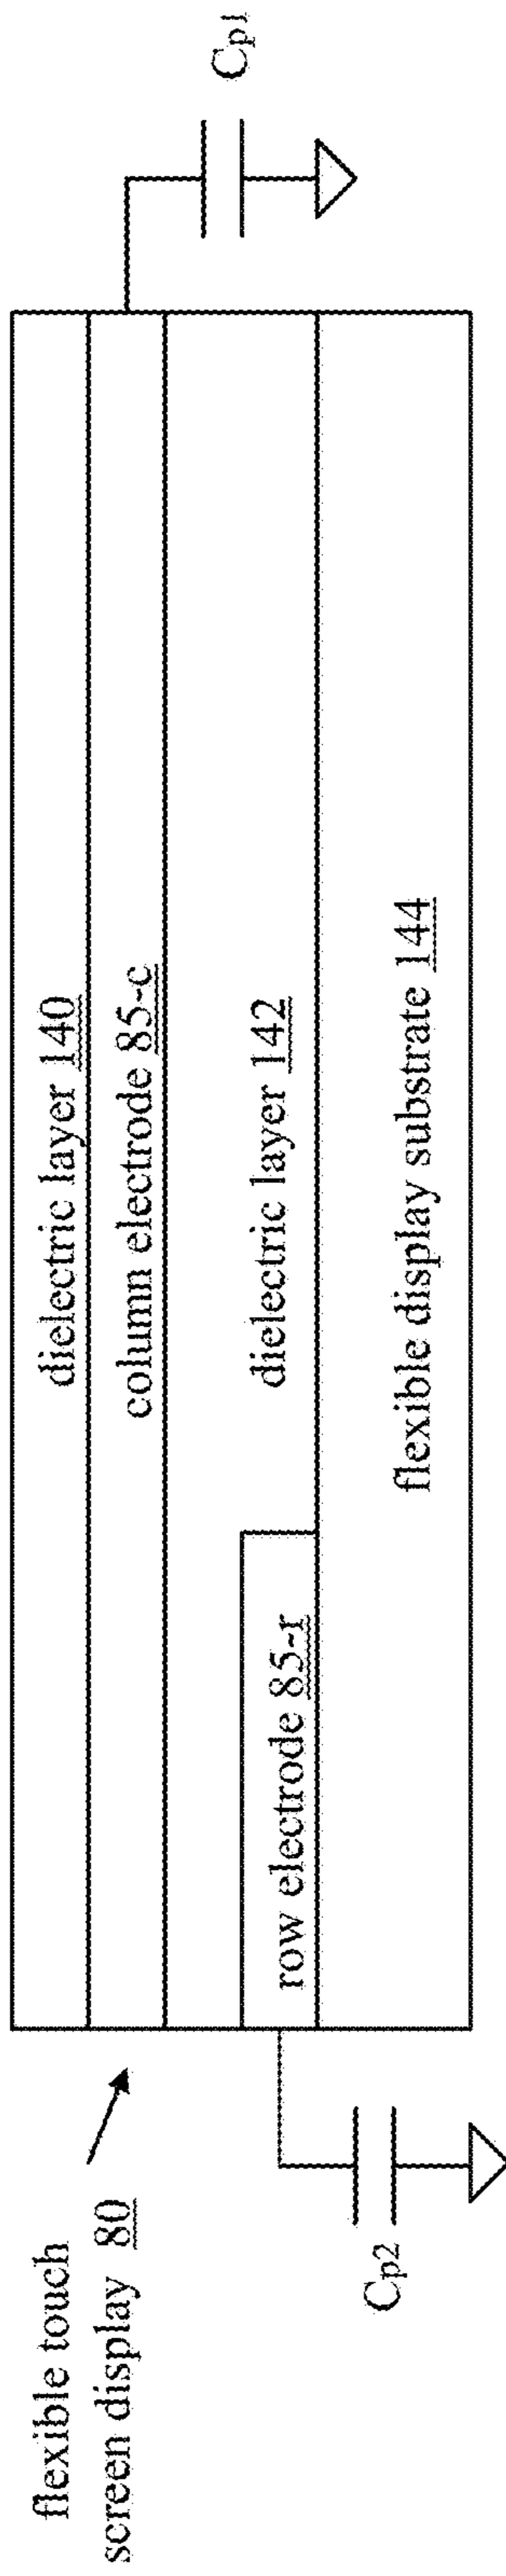 flexible touch
screen display 80
dielectric layer 140
column electrode 85-c
dielectric layer 142
row electrode 85-r
flexible display substrate 144
Cp1
Cp2